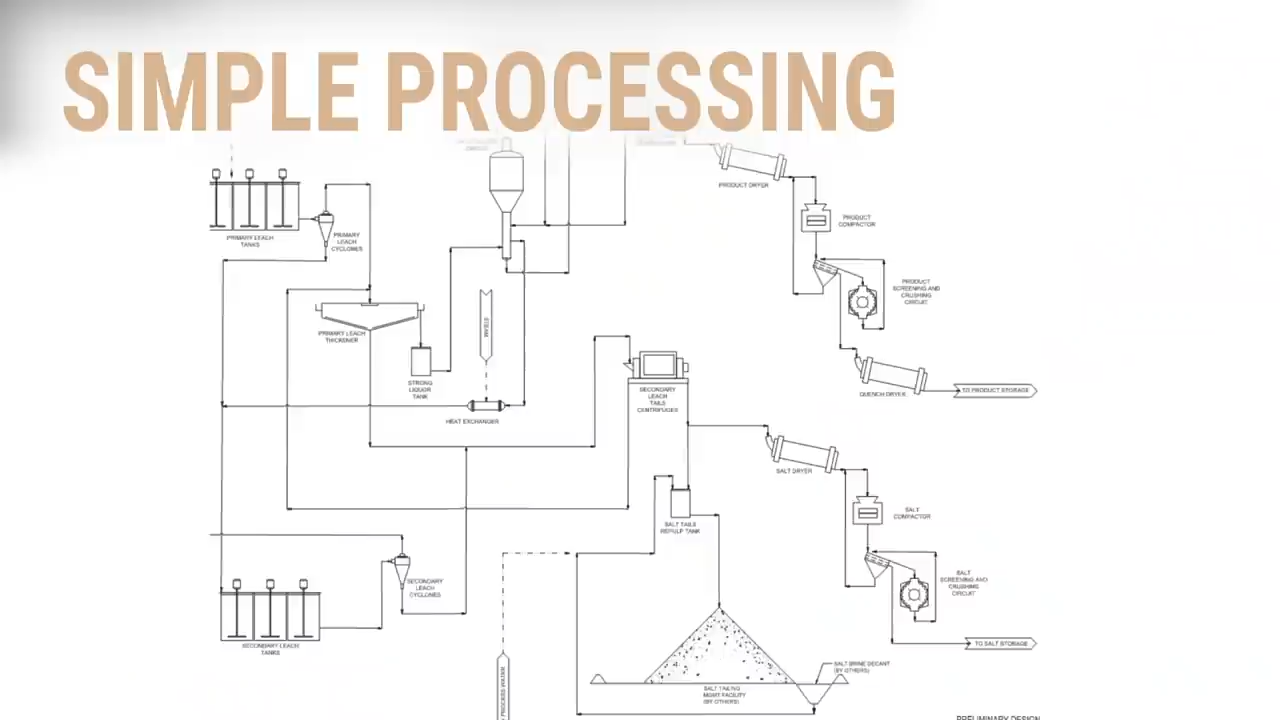 SIMPLE PROCESSING
PRODUCT DRYER
PRODUCT
COMPACTOR
PRIMARY LEACH
TANKS
PRIMARY
LEACH
CYCLONES
PRODUCT
SCREENING AND
CRUSHING
CIRCUIT
STEAM
PRIMARY LEACH
THICKENER
STRONG
LIQUOR
TANK
SECONDARY
LEACH
TAILS
CENTRIFUGES
QUENCH DRYER
TO PRODUCT STORAGE
HEAT EXCHANGER
SALT DRYER
SALT
COMPACTOR
SALT TAILS
REPULP TANK
SECONDARY
LEACH
CYCLONES
SALT
SCREENING AND
CRUSHING
CIRCUIT
SECONDARY LEACH
TANKS
TO SALT STORAGE
SALT BRINE DECANT
(BY OTHERS)
SALT TAILING
MGMT FACILITY
(BY OTHERS)
PROCESS WATER
PRELIMINARY DESIGN